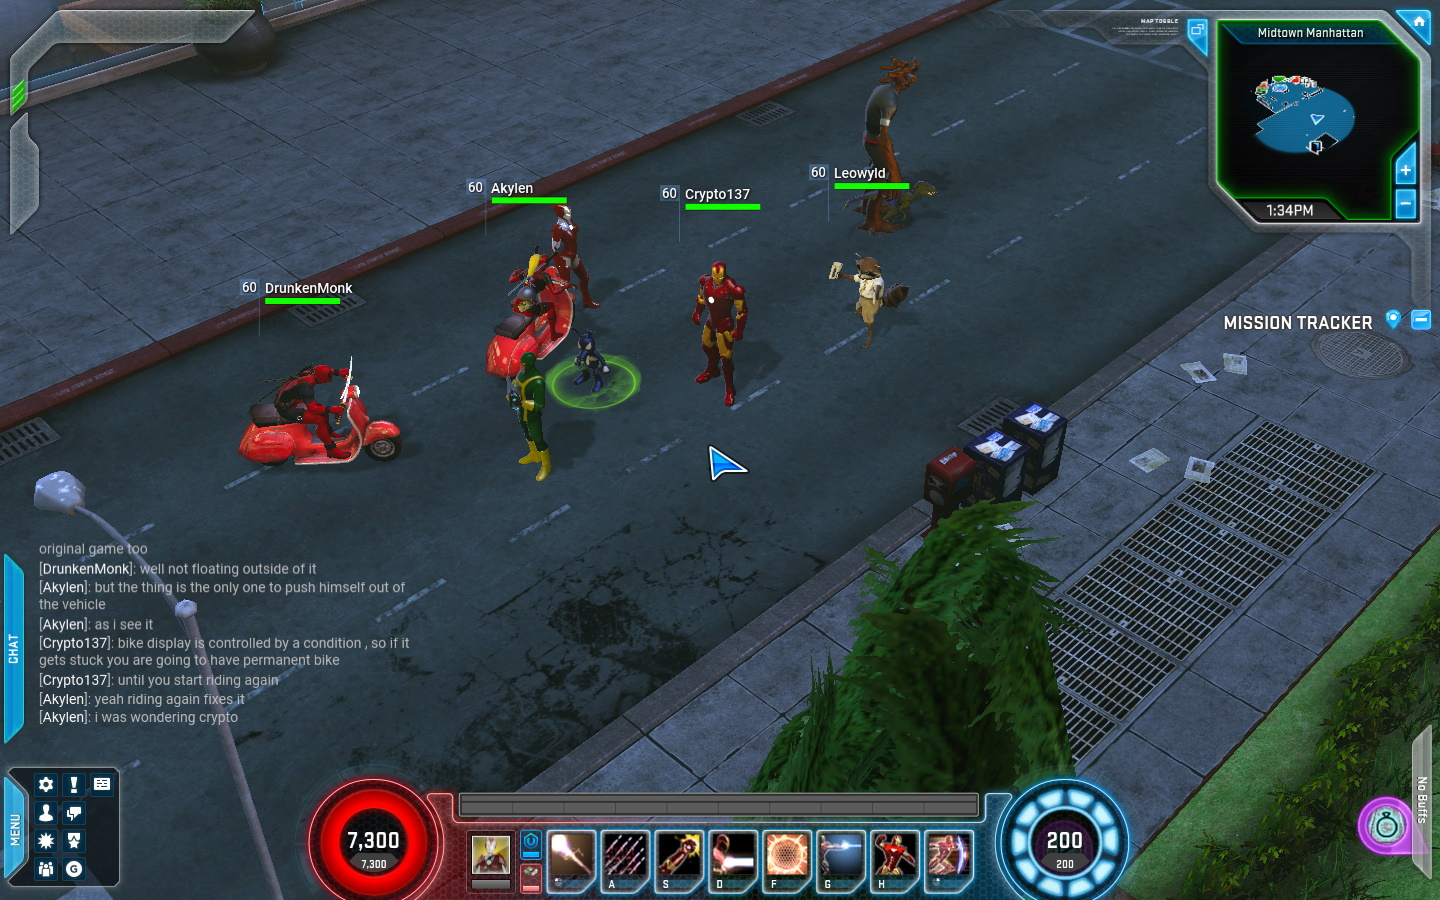 MAP TOGGLE
Midtown Manhattan
1:34PM
60 Akylen
60 Crypto137
60 Leowyld
60 DrunkenMonk
MISSION TRACKER
original game too
[DrunkenMonk]: well not floating outside of it
[Akylen]: but the thing is the only one to push himself out of
the vehicle
[Akylen]: as i see it
[Crypto137]: bike display is controlled by a condition , so if it
gets stuck you are going to have permanent bike
[Crypto137]: until you start riding again
[Akylen]: yeah riding again fixes it
[Akylen]: i was wondering crypto
CHAT
MENU
G
7,300
7,300
A
S
D
F
G
H
200
200
No Buffs